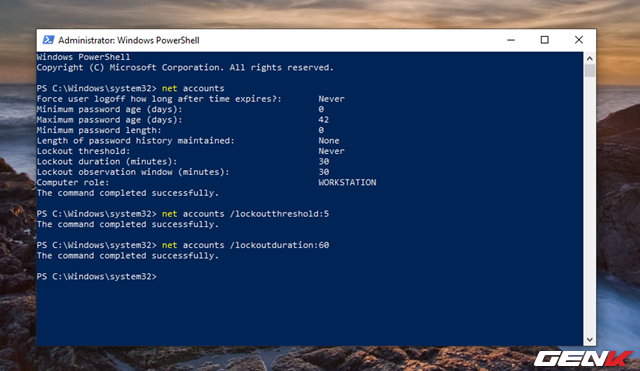 Administrator: Windows PowerShell
Windows PowerShell
Copyright (C) Microsoft Corporation. All rights reserved.
PS C:\Windows\system32> net accounts
Force user logoff how long after time expires?: Never
Minimum password age (days): 0
Maximum password age (days): 42
Minimum password length: 0
Length of password history maintained: None
Lockout threshold: Never
Lockout duration (minutes): 30
Lockout observation window (minutes): 30
Computer role: WORKSTATION
The command completed successfully.
PS C:\Windows\system32> net accounts /lockoutthreshold:5
The command completed successfully.
PS C:\Windows\system32> net accounts /lockoutduration:60
The command completed successfully.
PS C:\Windows\system32>
GENK